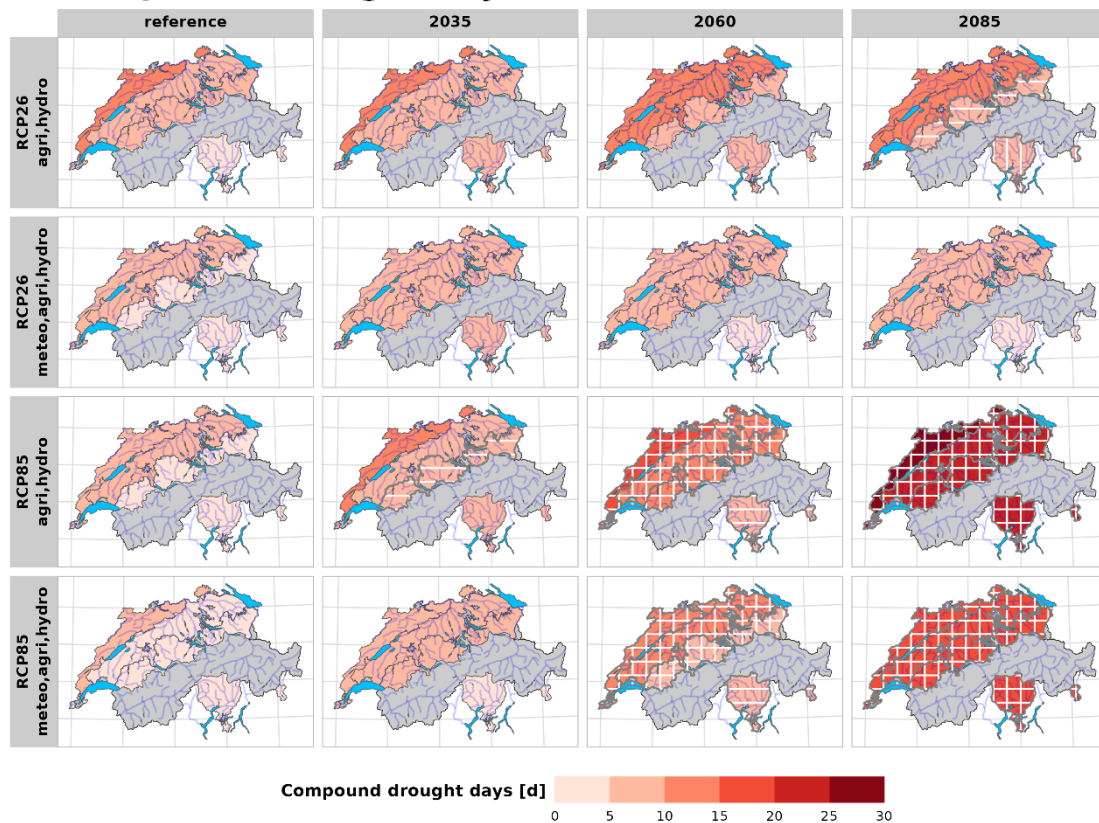 reference 2035 2060 2085
RCP26
agri,hydro
RCP26
meteo,agri,hydro
RCP85
agri,hydro
RCP85
meteo,agri,hydro
Compound drought days [d]
0 5 10 15 20 25 30